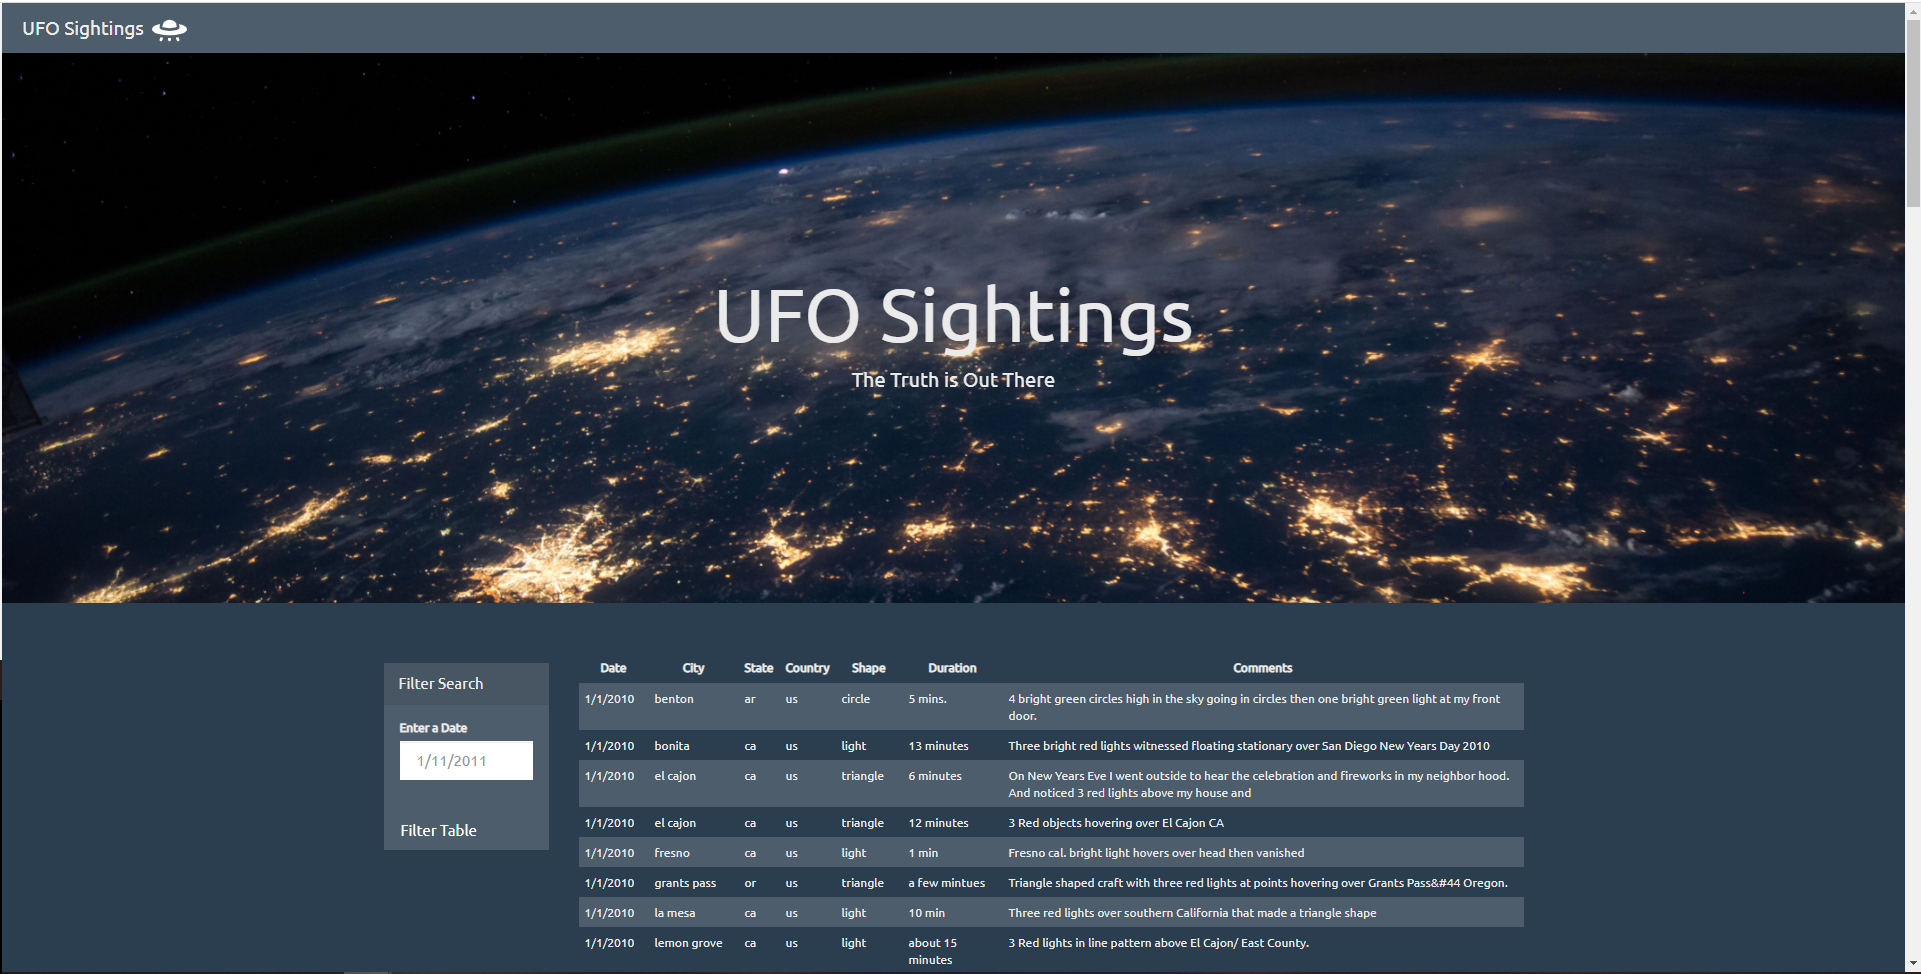 UFO Sightings
UFO Sightings
The Truth is Out There
Filter Search
Enter a Date
1/11/2011
Filter Table
Date City State Country Shape Duration Comments
1/1/2010 benton ar us circle 5 mins. 4 bright green circles high in the sky going in circles then one bright green light at my front
door.
1/1/2010 bonita ca us light 13 minutes Three bright red lights witnessed floating stationary over San Diego New Years Day 2010
1/1/2010 el cajon ca us triangle 6 minutes On New Years Eve I went outside to hear the celebration and fireworks in my neighbor hood.
And noticed 3 red lights above my house and
1/1/2010 el cajon ca us triangle 12 minutes 3 Red objects hovering over El Cajon CA
1/1/2010 fresno ca us light 1 min Fresno cal. bright light hovers over head then vanished
1/1/2010 grants pass or us triangle a few mintues Triangle shaped craft with three red lights at points hovering over Grants Pass&#44 Oregon.
1/1/2010 la mesa ca us light 10 min Three red lights over southern California that made a triangle shape
1/1/2010 lemon grove ca us light about 15 3 Red lights in line pattern above El Cajon/ East County.
minutes